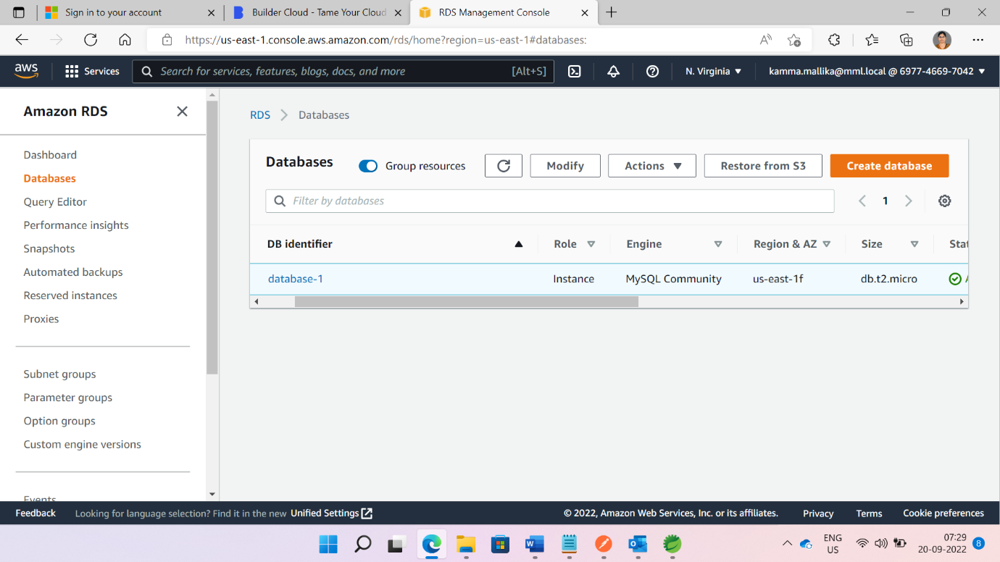 Sign in to your account
Builder Cloud - Tame Your Cloud
RDS Management Console
https://us-east-1.console.aws.amazon.com/rds/home?region=us-east-1#databases:
aws
Services
Search for services, features, blogs, docs, and more
[Alt+S]
N. Virginia
kamma.mallika@mml.local @ 6977-4669-7042
Amazon RDS
Dashboard
Databases
Query Editor
Performance insights
Snapshots
Automated backups
Reserved instances
Proxies
Subnet groups
Parameter groups
Option groups
Custom engine versions
Events
RDS
Databases
Databases
Group resources
Modify
Actions
Restore from S3
Create database
Filter by databases
1
DB identifier
Role
Engine
Region & AZ
Size
Stat
database-1
Instance
MySQL Community
us-east-1f
db.t2.micro
Feedback
Looking for language selection? Find it in the new Unified Settings
© 2022, Amazon Web Services, Inc. or its affiliates.
Privacy
Terms
Cookie preferences
ENG
US
07:29
20-09-2022
8